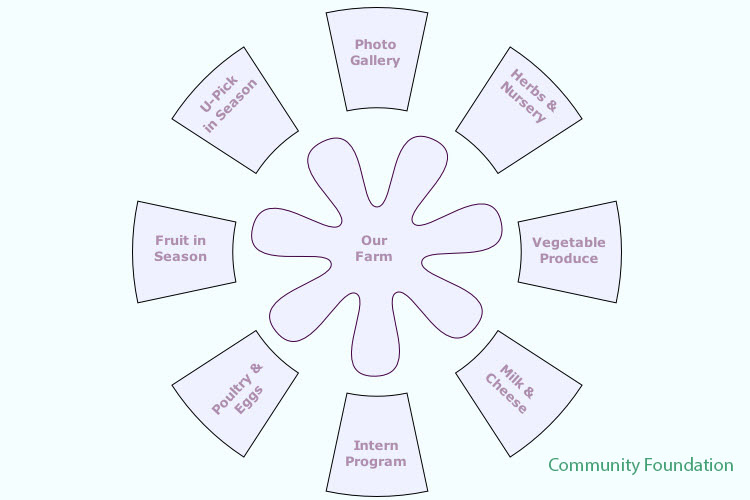 Photo
Gallery
Herbs &
Nursery
Vegetable
Produce
Milk &
Cheese
Intern
Program
Poultry &
Eggs
Fruit in
Season
U-Pick
in Season
Our
Farm
Community Foundation